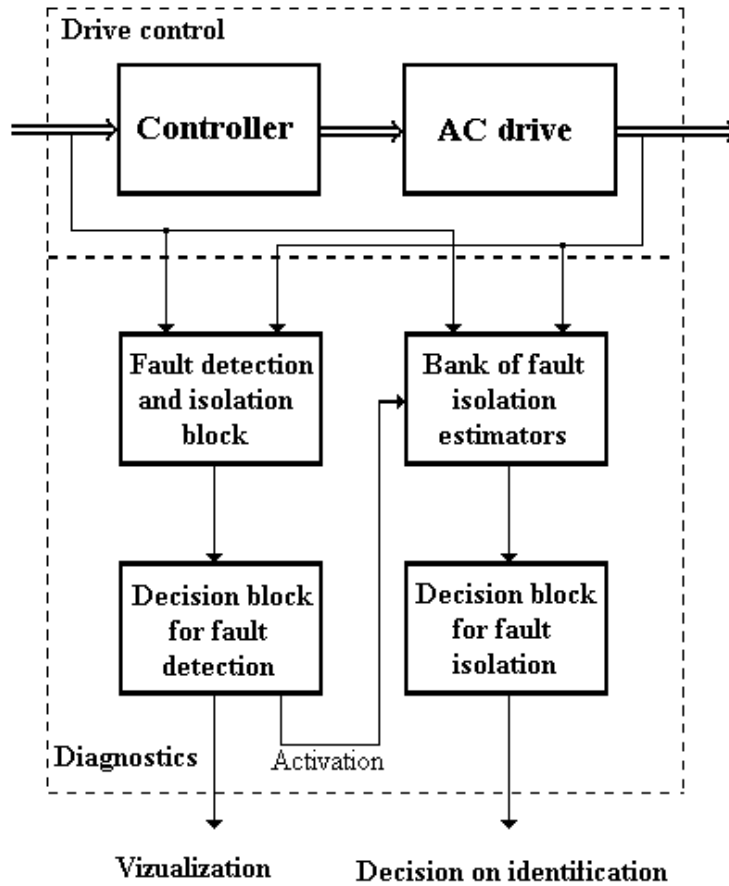 Drive control
Controller
AC drive
Fault detection
and isolation
block
Bank of fault
isolation
estimators
Decision block
for fault
detection
Decision block
for fault
isolation
Diagnostics
Activation
Vizualization
Decision on identification